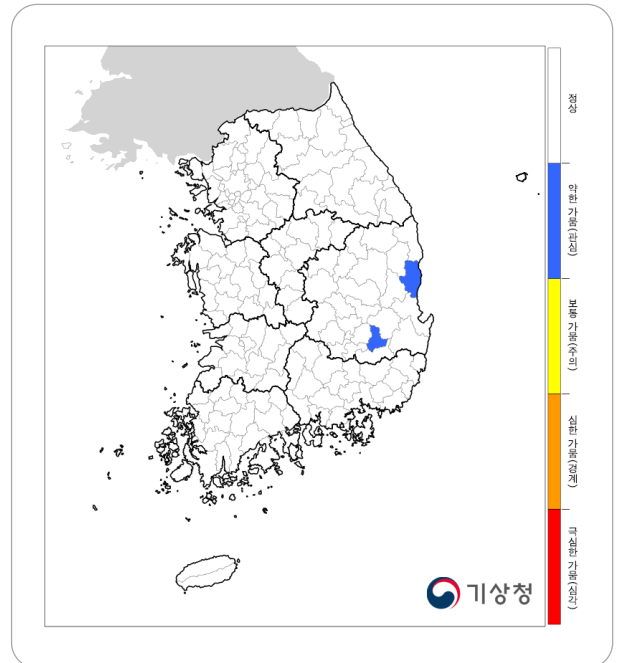 정상
약한 가뭄(관심)
보통 가뭄(주의)
심한 가뭄(경계)
극심한 가뭄(심각)
기상청